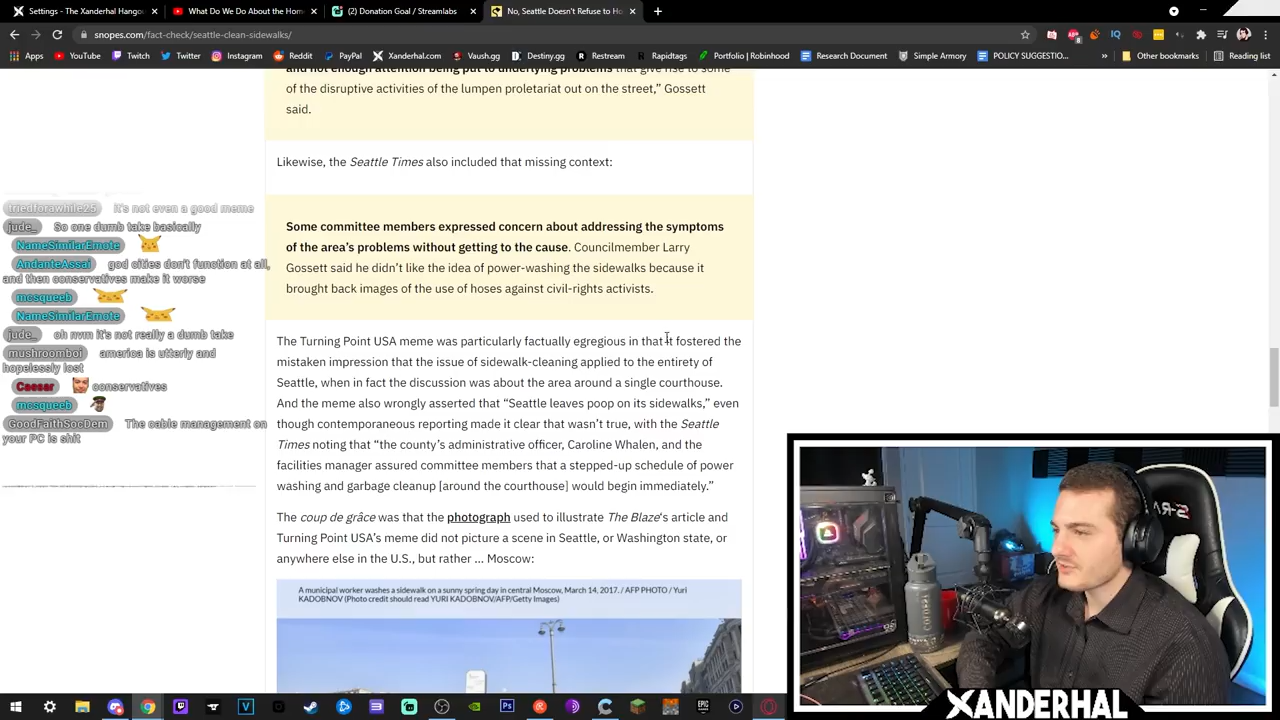 Settings - The Xanderhal Hango
What Do We Do About the Home
(2) Donation Goal / Streamlabs
No, Seattle Doesn't Refuse to Ho
snopes.com/fact-check/seattle-clean-sidewalks/
Apps
YouTube
Twitch
Twitter
Instagram
Reddit
PayPal
Xanderhal.com
Vaush.gg
Destiny.gg
Restream
Rapidtags
Portfolio | Robinhood
Research Document
Simple Armory
POLICY SUGGESTIO...
Other bookmarks
Reading list
and not enough attention being put to underlying problems that give rise to some
of the disruptive activities of the lumpen proletariat out on the street,” Gossett
said.
Likewise, the Seattle Times also included that missing context:
Some committee members expressed concern about addressing the symptoms
of the area’s problems without getting to the cause. Councilmember Larry
Gossett said he didn’t like the idea of power-washing the sidewalks because it
brought back images of the use of hoses against civil-rights activists.
The Turning Point USA meme was particularly factually egregious in that it fostered the
mistaken impression that the issue of sidewalk-cleaning applied to the entirety of
Seattle, when in fact the discussion was about the area around a single courthouse.
And the meme also wrongly asserted that “Seattle leaves poop on its sidewalks,” even
though contemporaneous reporting made it clear that wasn’t true, with the Seattle
Times noting that “the county’s administrative officer, Caroline Whalen, and the
facilities manager assured committee members that a stepped-up schedule of power
washing and garbage cleanup [around the courthouse] would begin immediately.”
The coup de grâce was that the photograph used to illustrate The Blaze‘s article and
Turning Point USA’s meme did not picture a scene in Seattle, or Washington state, or
anywhere else in the U.S., but rather ... Moscow:
A municipal worker washes a sidewalk on a sunny spring day in central Moscow, March 14, 2017. / AFP PHOTO / Yuri
KADOBNOV (Photo credit should read YURI KADOBNOV/AFP/Getty Images)
triedforawhile25 it's not even a good meme
jude_ So one dumb take basically
NameSimilarEmote
AndanteAssai god cities don't function at all,
and then conservatives make it worse
mcsqueeb
NameSimilarEmote
jude_ oh nvm it's not really a dumb take
mushroomboi america is utterly and
hopelessly lost
Caesar conservatives
mcsqueeb
GoodFaithSocDem The cable management on
your PC is shit
XANDERHAL